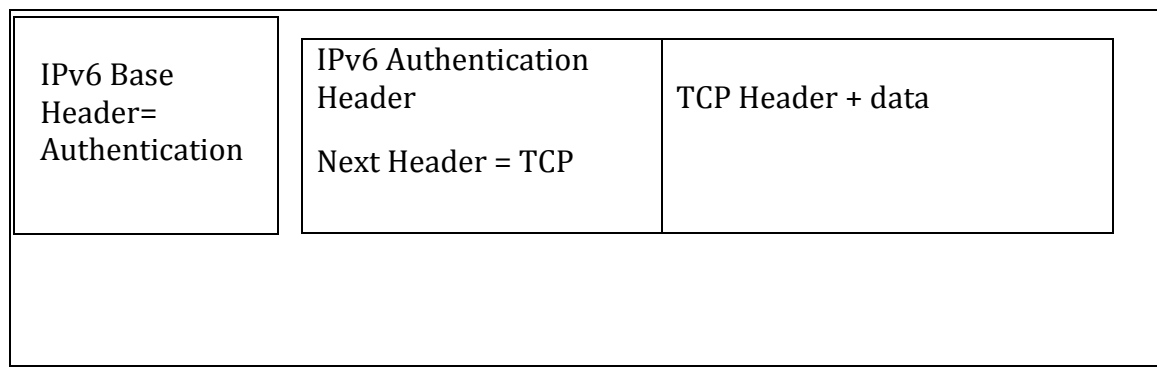 IPv6 Base
Header=
Authentication
IPv6 Authentication
Header
Next Header = TCP
TCP Header + data